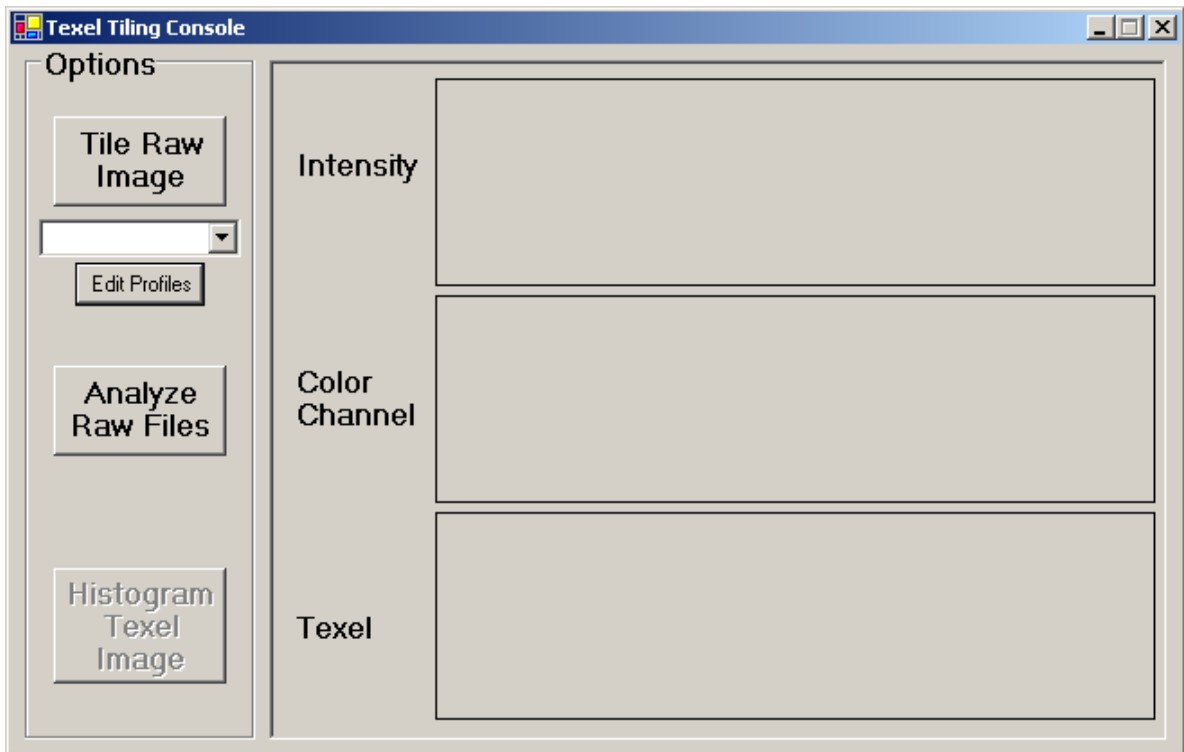 Texel Tiling Console
Options
Tile Raw
Image
Edit Profiles
Analyze
Raw Files
Histogram
Texel
Image
Intensity
Color
Channel
Texel